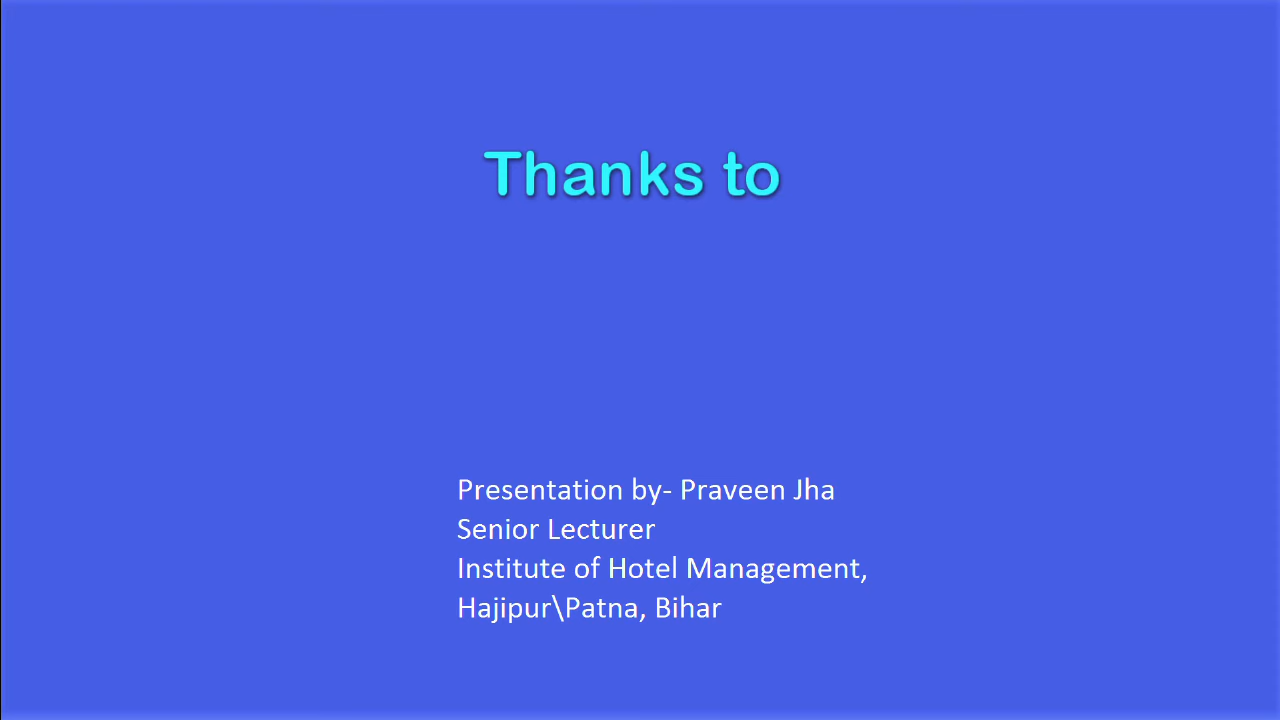 Thanks to
Presentation by- Praveen Jha
Senior Lecturer
Institute of Hotel Management,
Hajipur\Patna, Bihar